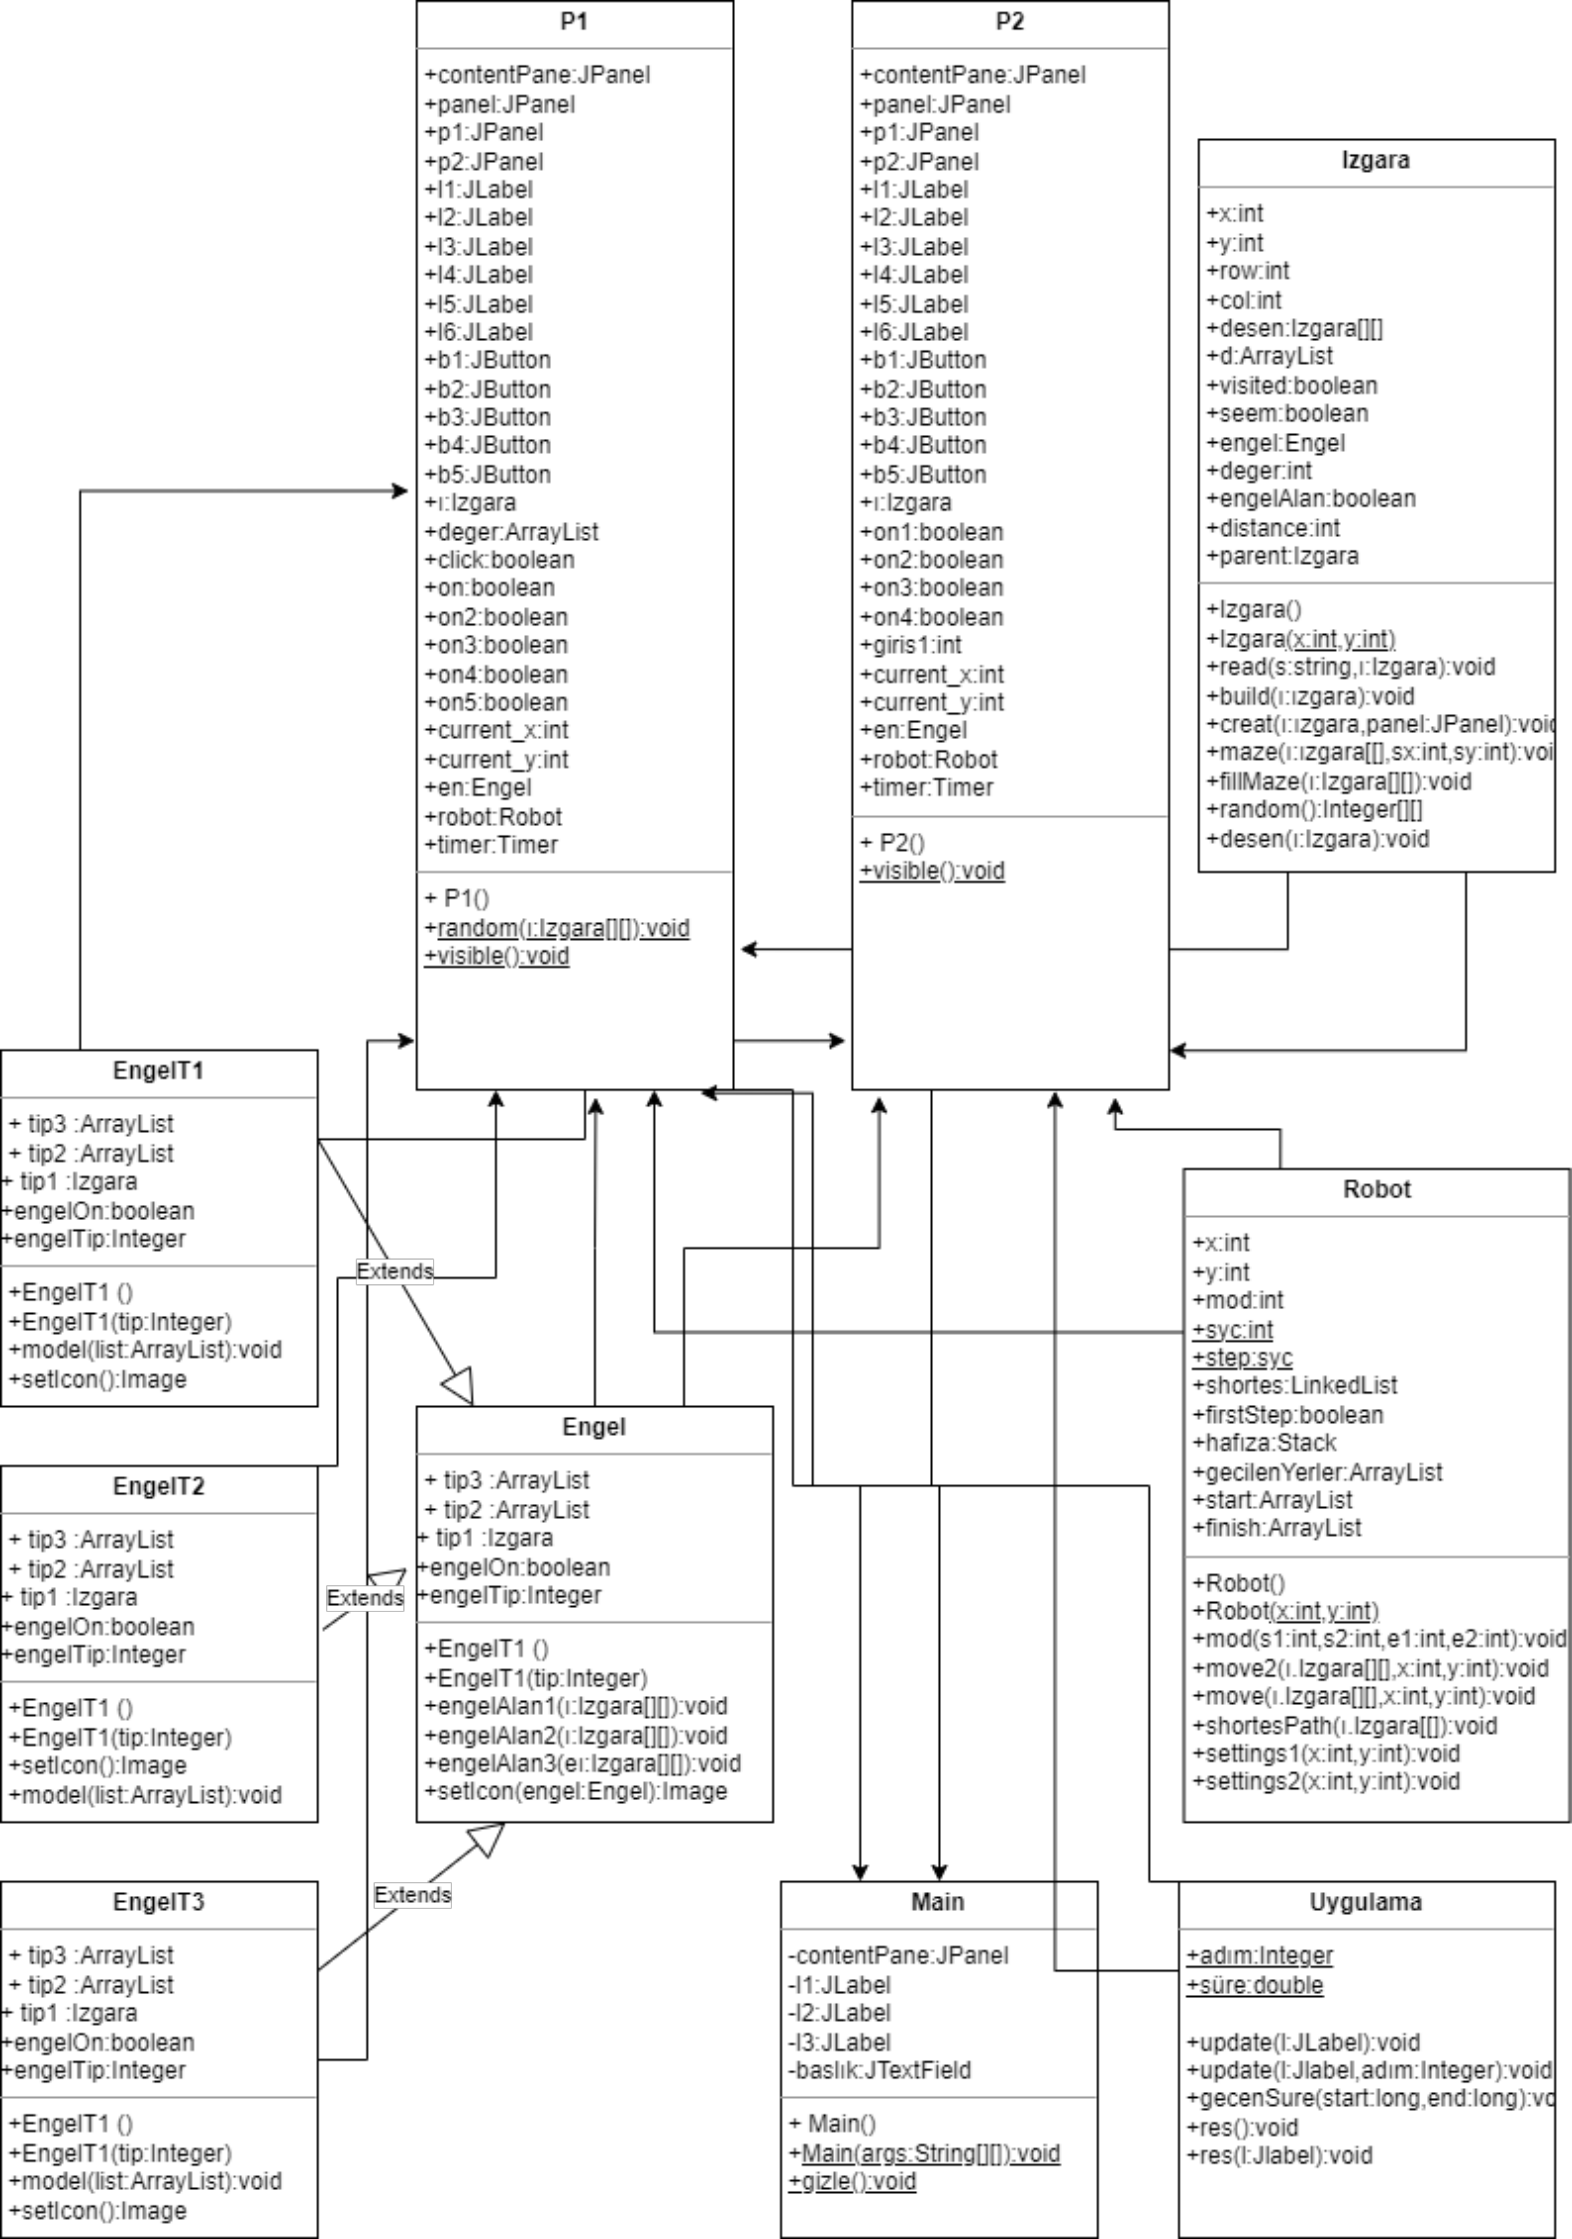 P1
+contentPane:JPanel
+panel:JPanel
+p1:JPanel
+p2:JPanel
+l1:JLabel
+l2:JLabel
+l3:JLabel
+l4:JLabel
+l5:JLabel
+l6:JLabel
+b1:JButton
+b2:JButton
+b3:JButton
+b4:JButton
+b5:JButton
+ı:Izgara
+deger:ArrayList
+click:boolean
+on:boolean
+on2:boolean
+on3:boolean
+on4:boolean
+on5:boolean
+current_x:int
+current_y:int
+en:Engel
+robot:Robot
+timer:Timer
+ P1()
+random(ı:Izgara[][]):void
+visible():void
P2
+contentPane:JPanel
+panel:JPanel
+p1:JPanel
+p2:JPanel
+l1:JLabel
+l2:JLabel
+l3:JLabel
+l4:JLabel
+l5:JLabel
+l6:JLabel
+b1:JButton
+b2:JButton
+b3:JButton
+b4:JButton
+b5:JButton
+ı:Izgara
+on1:boolean
+on2:boolean
+on3:boolean
+on4:boolean
+giris1:int
+current_x:int
+current_y:int
+en:Engel
+robot:Robot
+timer:Timer
+ P2()
+visible():void
Izgara
+x:int
+y:int
+row:int
+col:int
+desen:Izgara[][]
+d:ArrayList
+visited:boolean
+seem:boolean
+engel:Engel
+deger:int
+engelAlan:boolean
+distance:int
+parent:Izgara
+Izgara()
+Izgara(x:int,y:int)
+read(s:string,ı:Izgara):void
+build(ı:ızgara):void
+creat(ı:ızgara,panel:JPanel):void
+maze(ı:ızgara[[],sx:int,sy:int):voi
+fillMaze(ı:Izgara[][]):void
+random():Integer[][]
+desen(ı:Izgara):void
EngelT1
+ tip3 :ArrayList
+ tip2 :ArrayList
+ tip1 :Izgara
+engelOn:boolean
+engelTip:Integer
+EngelT1 ()
+EngelT1(tip:Integer)
+model(list:ArrayList):void
+setIcon():Image
Extends
EngelT2
+ tip3 :ArrayList
+ tip2 :ArrayList
+ tip1 :Izgara
+engelOn:boolean
+engelTip:Integer
+EngelT1 ()
+EngelT1(tip:Integer)
+setIcon():Image
+model(list:ArrayList):void
Extends
Engel
+ tip3 :ArrayList
+ tip2 :ArrayList
+ tip1 :Izgara
+engelOn:boolean
+engelTip:Integer
+EngelT1 ()
+EngelT1(tip:Integer)
+engelAlan1(ı:Izgara[][]):void
+engelAlan2(ı:Izgara[][]):void
+engelAlan3(eı:Izgara[][]):void
+setIcon(engel:Engel):Image
Robot
+x:int
+y:int
+mod:int
+syc:int
+step:syc
+shortes:LinkedList
+firstStep:boolean
+hafıza:Stack
+gecilenYerler:ArrayList
+start:ArrayList
+finish:ArrayList
+Robot()
+Robot(x:int,y:int)
+mod(s1:int,s2:int,e1:int,e2:int):void
+move2(ı.Izgara[][],x:int,y:int):void
+move(ı.Izgara[][],x:int,y:int):void
+shortesPath(ı.Izgara[[]):void
+settings1(x:int,y:int):void
+settings2(x:int,y:int):void
EngelT3
+ tip3 :ArrayList
+ tip2 :ArrayList
+ tip1 :Izgara
+engelOn:boolean
+engelTip:Integer
+EngelT1 ()
+EngelT1(tip:Integer)
+model(list:ArrayList):void
+setIcon():Image
Extends
Main
-contentPane:JPanel
-l1:JLabel
-l2:JLabel
-l3:JLabel
-baslık:JTextField
+ Main()
+Main(args:String[][]):void
+gizle():void
Uygulama
+adım:Integer
+süre:double
+update(l:JLabel):void
+update(l:Jlabel,adım:Integer):void
+gecenSure(start:long,end:long):vo
+res():void
+res(l:Jlabel):void